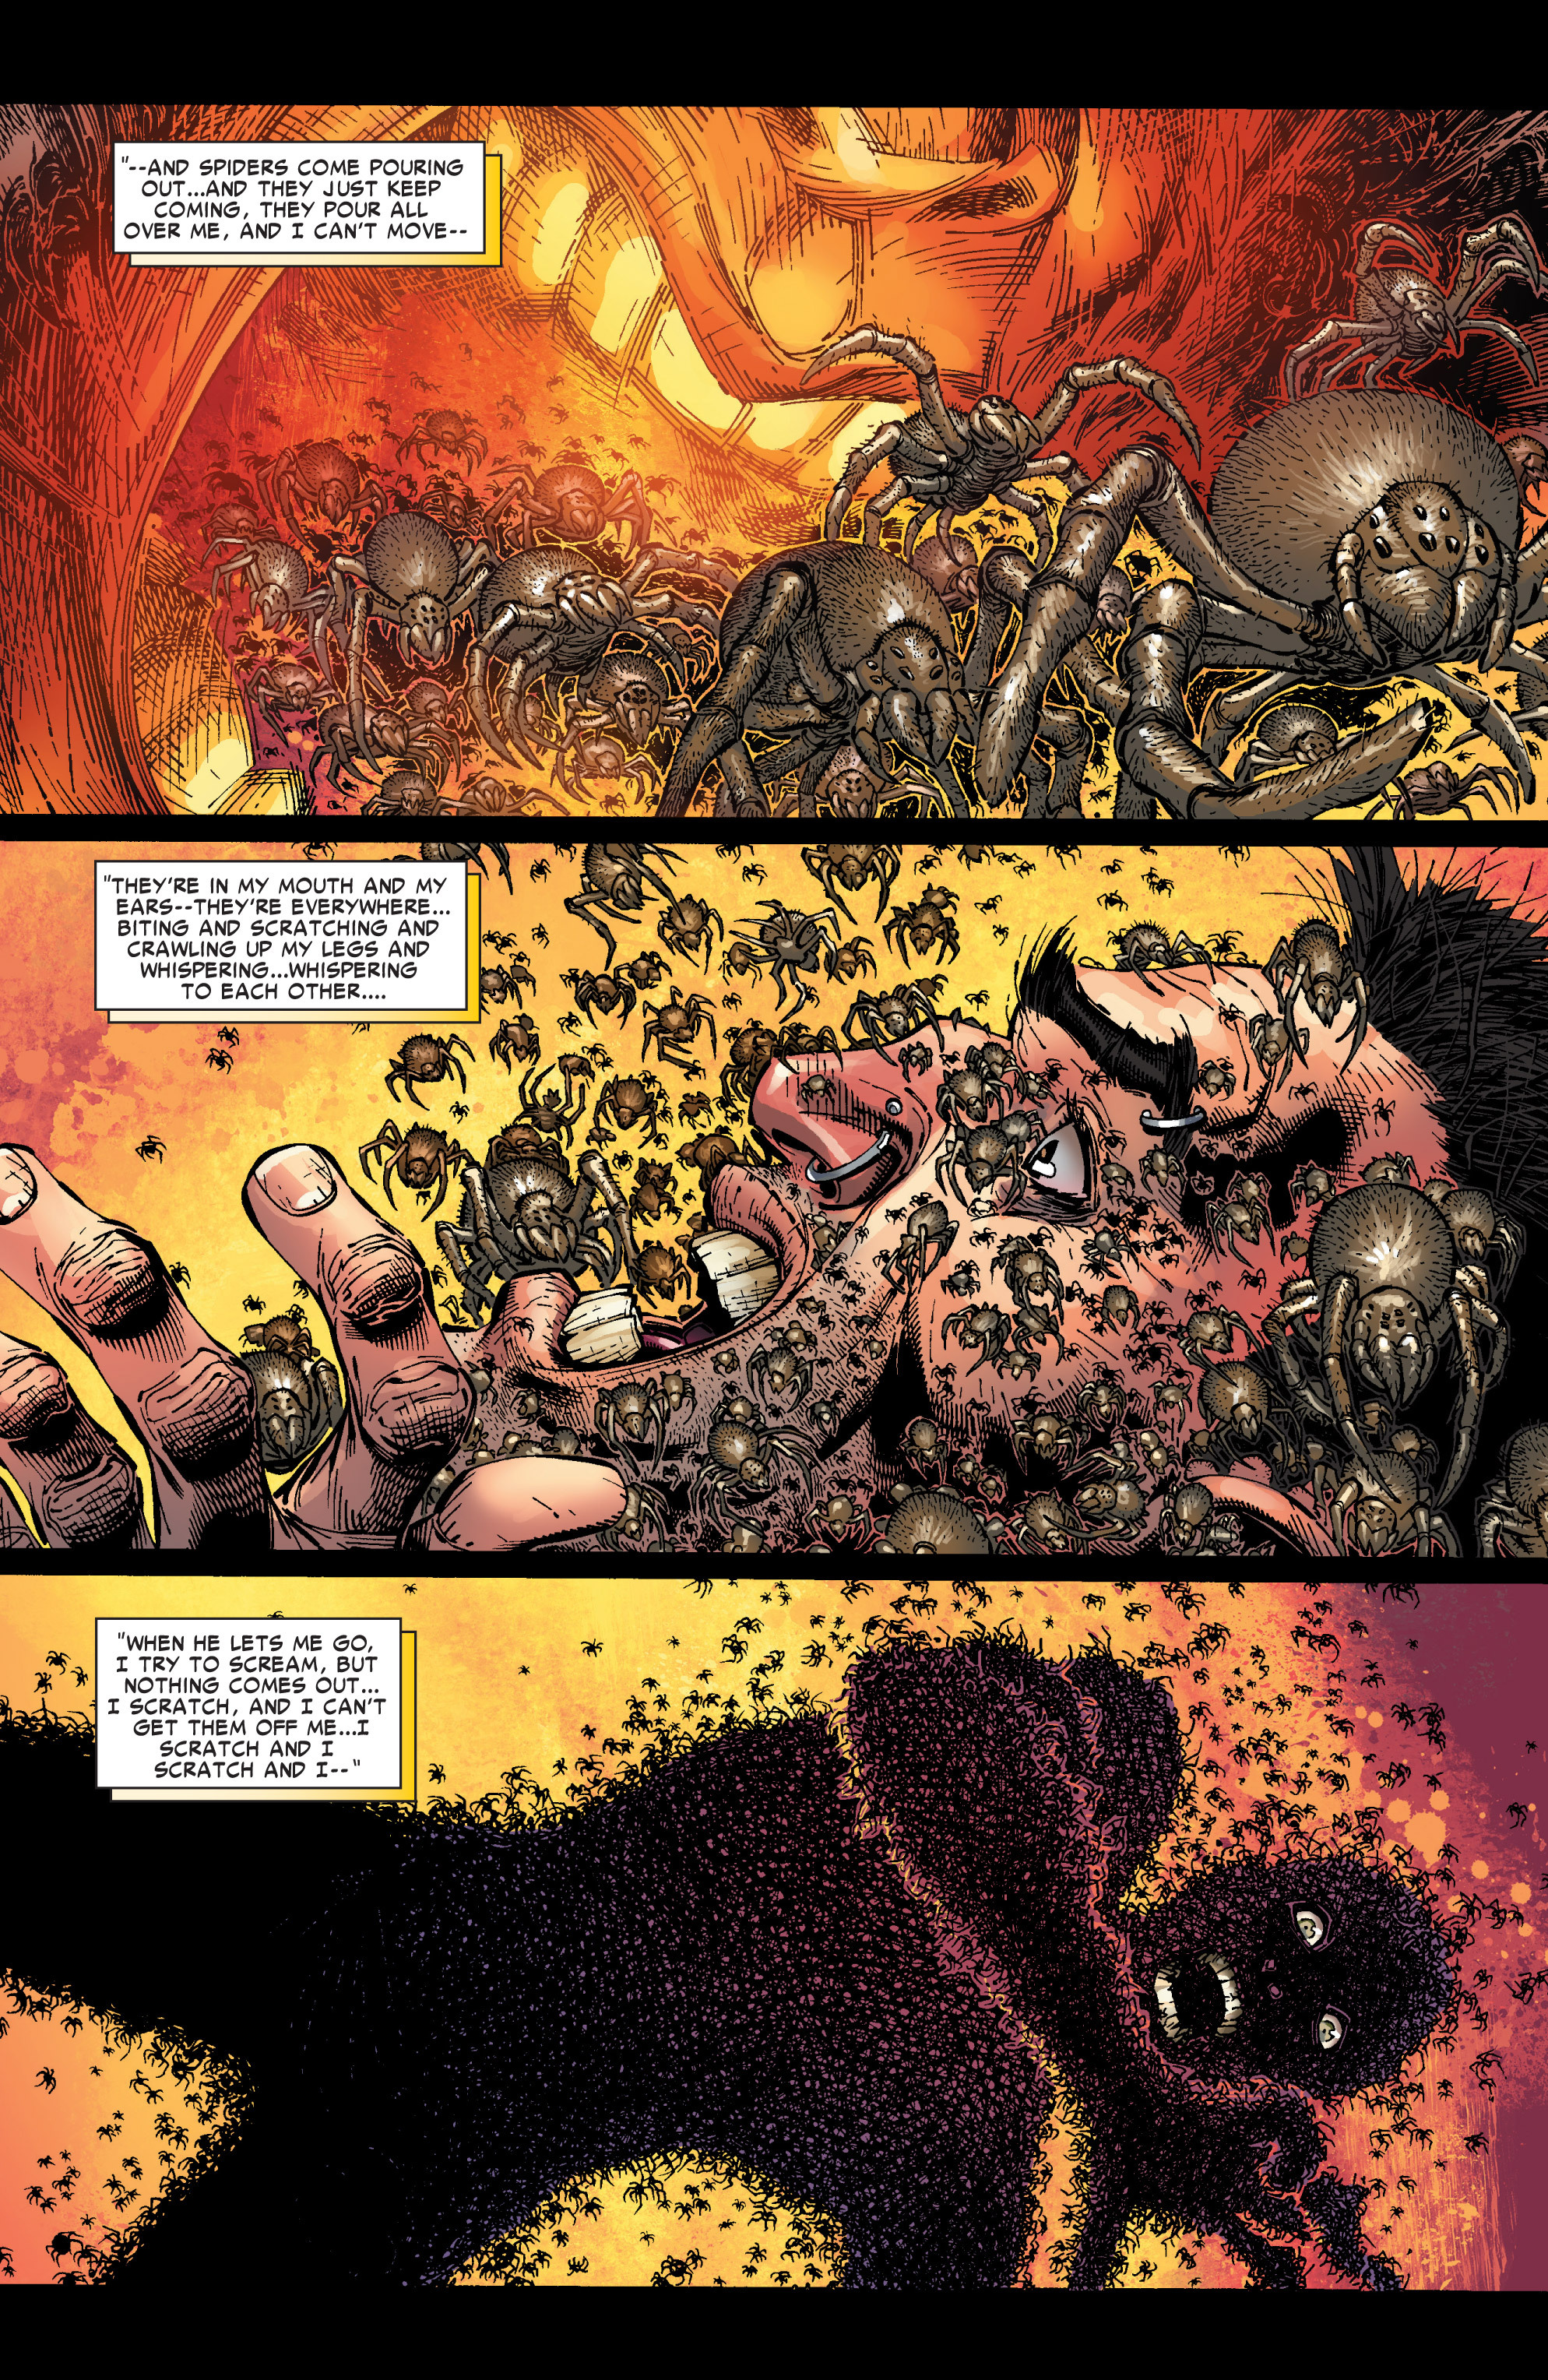 "--AND SPIDERS COME POURING
OUT...AND THEY JUST KEEP
COMING, THEY POUR ALL
OVER ME, AND I CAN'T MOVE--
"THEY'RE IN MY MOUTH AND MY
EARS--THEY'RE EVERYWHERE...
BITING AND SCRATCHING AND
CRAWLING UP MY LEGS AND
WHISPERING...WHISPERING
TO EACH OTHER....
"WHEN HE LETS ME GO,
I TRY TO SCREAM, BUT
NOTHING COMES OUT...
I SCRATCH, AND I CAN'T
GET THEM OFF ME...I
SCRATCH AND I
SCRATCH AND I--"